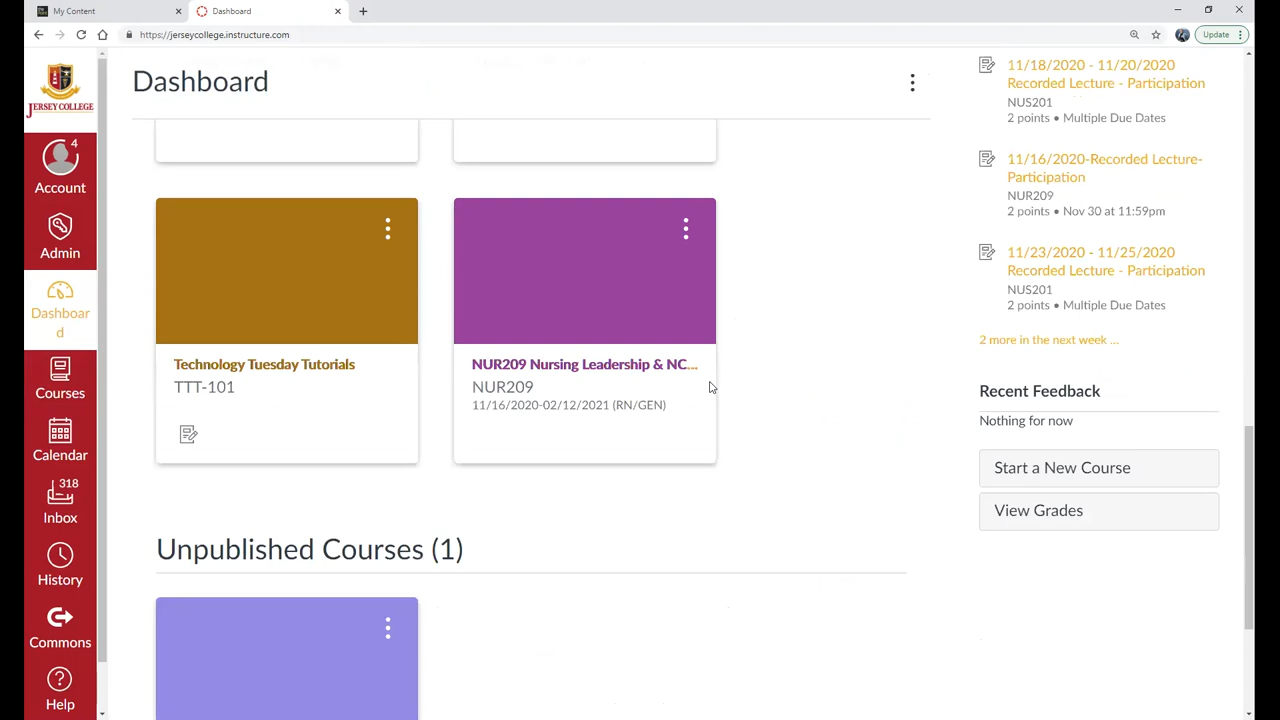 My Content
Dashboard
https://jerseycollege.instructure.com
Update
JERSEY COLLEGE
4
Account
Admin
Dashboar
d
Courses
Calendar
318
Inbox
History
Commons
Help
Dashboard
Technology Tuesday Tutorials
TTT-101
NUR209 Nursing Leadership & NC...
NUR209
11/16/2020-02/12/2021 (RN/GEN)
Unpublished Courses (1)
11/18/2020 - 11/20/2020
Recorded Lecture - Participation
NUS201
2 points • Multiple Due Dates
11/16/2020-Recorded Lecture-
Participation
NUR209
2 points • Nov 30 at 11:59pm
11/23/2020 - 11/25/2020
Recorded Lecture - Participation
NUS201
2 points • Multiple Due Dates
2 more in the next week ...
Recent Feedback
Nothing for now
Start a New Course
View Grades